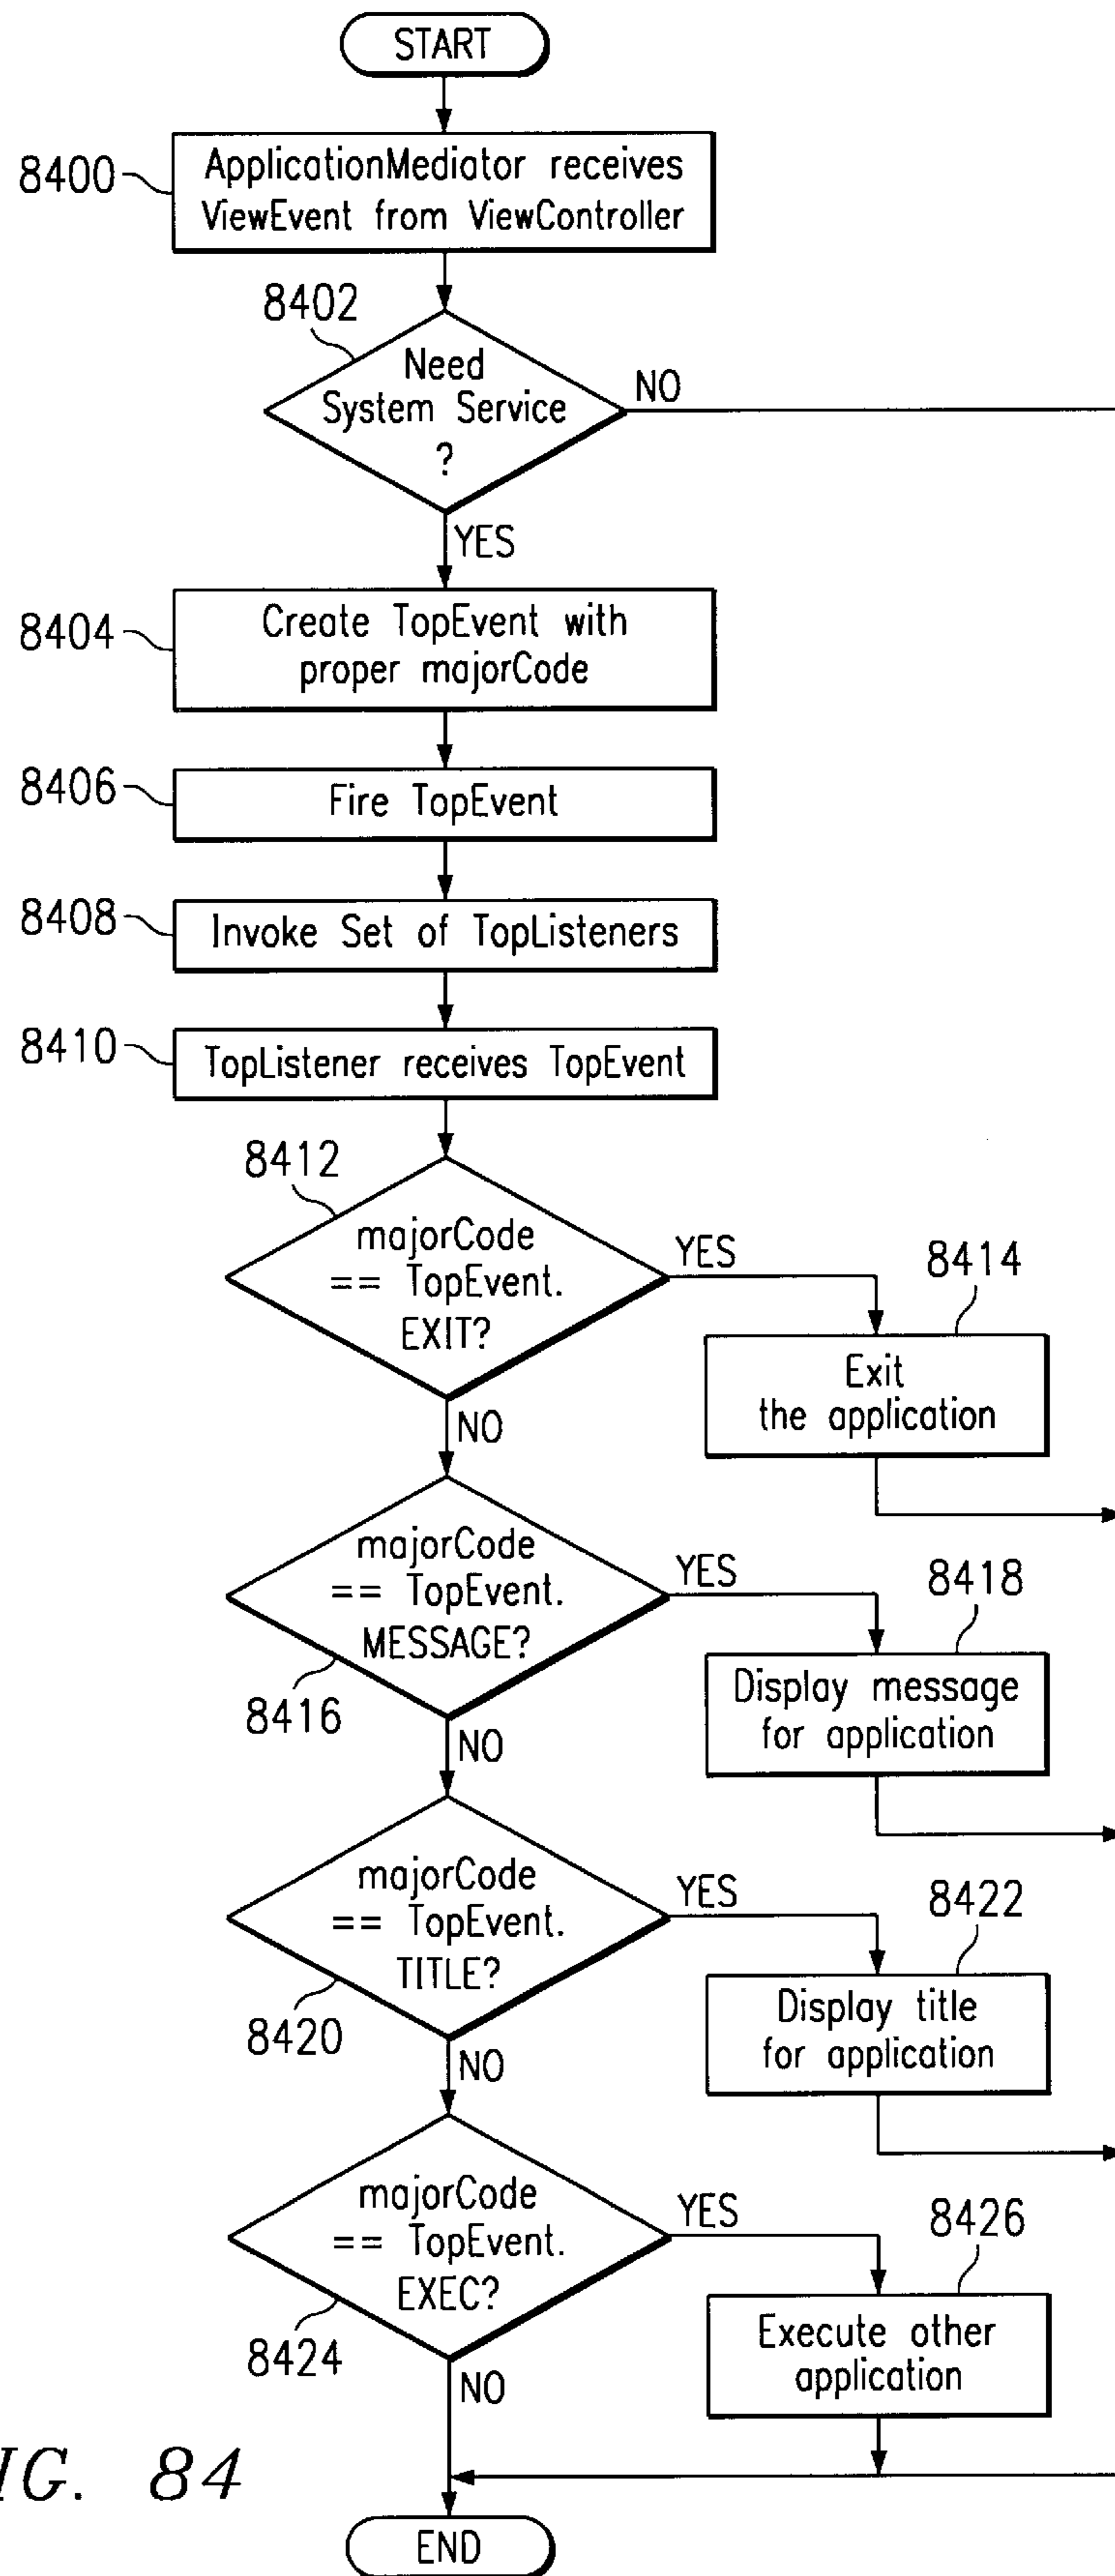 START
8400
ApplicationMediator receives
ViewEvent from ViewController
8402
Need
System Service
?
NO
YES
8404
Create TopEvent with
proper majorCode
8406
Fire TopEvent
8408
Invoke Set of TopListeners
8410
TopListener receives TopEvent
8412
majorCode
== TopEvent.
EXIT?
YES
8414
Exit
the application
NO
majorCode
== TopEvent.
MESSAGE?
YES
8418
Display message
for application
8416
NO
majorCode
== TopEvent.
TITLE?
YES
8422
Display title
for application
8420
NO
majorCode
== TopEvent.
EXEC?
YES
8426
Execute other
application
8424
NO
IG. 84
END